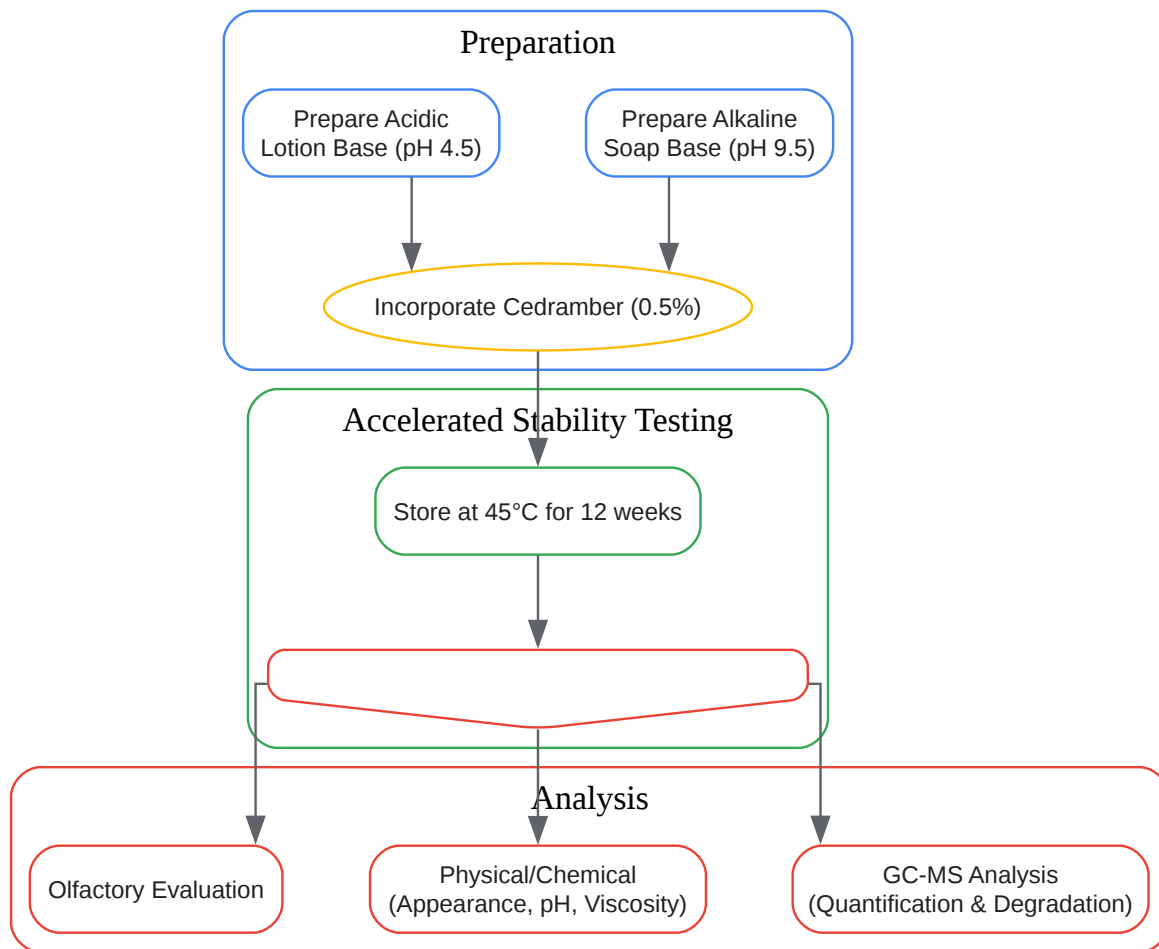 Preparation
Prepare Acidic
Lotion Base (pH 4.5)
Prepare Alkaline
Soap Base (pH 9.5)
Incorporate Cedramber (0.5%)
Accelerated Stability Testing
Store at 45°C for 12 weeks
Analysis
Olfactory Evaluation
Physical/Chemical
(Appearance, pH, Viscosity)
GC-MS Analysis
(Quantification & Degradation)